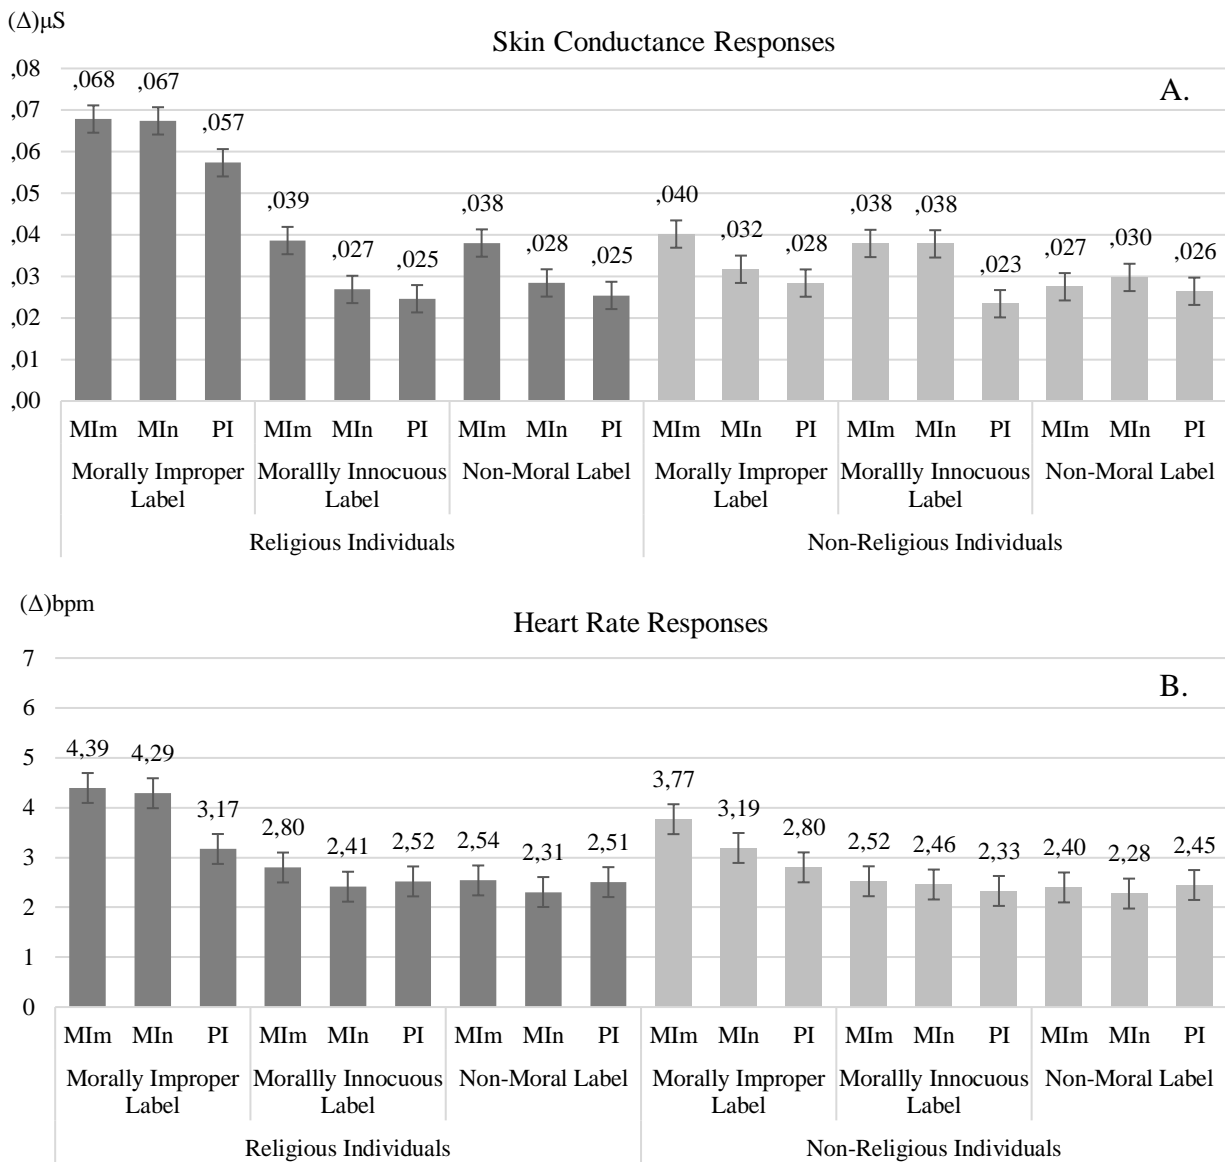 (Δ)μS
Skin Conductance Responses
A.
,08
,07
,06
,05
,04
,03
,02
,01
,00
,068 ,067 ,057 ,039 ,027 ,025 ,038 ,028 ,025 ,040 ,032 ,028 ,038 ,038 ,023 ,027 ,030 ,026
MIm MIn PI MIm MIn PI MIm MIn PI MIm MIn PI MIm MIn PI MIm MIn PI
Morally Improper
Label
Morallly Innocuous
Label
Non-Moral Label
Morally Improper
Label
Morallly Innocuous
Label
Non-Moral Label
Religious Individuals
Non-Religious Individuals
(Δ)bpm
Heart Rate Responses
B.
7
6
5
4
3
2
1
0
4,39 4,29 3,17 2,80 2,41 2,52 2,54 2,31 2,51 3,77 3,19 2,80 2,52 2,46 2,33 2,40 2,28 2,45
MIm MIn PI MIm MIn PI MIm MIn PI MIm MIn PI MIm MIn PI MIm MIn PI
Morally Improper
Label
Morallly Innocuous
Label
Non-Moral Label
Morally Improper
Label
Morallly Innocuous
Label
Non-Moral Label
Religious Individuals
Non-Religious Individuals